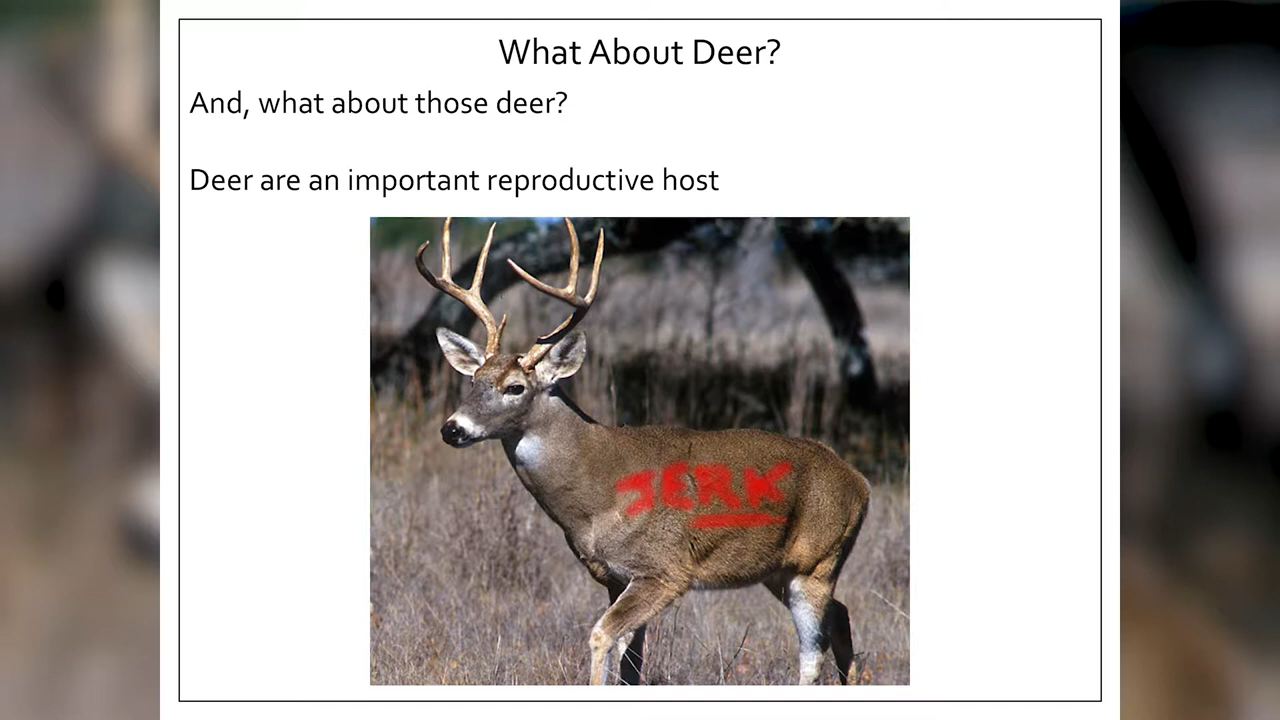 What About Deer?
And, what about those deer?
Deer are an important reproductive host
JERK